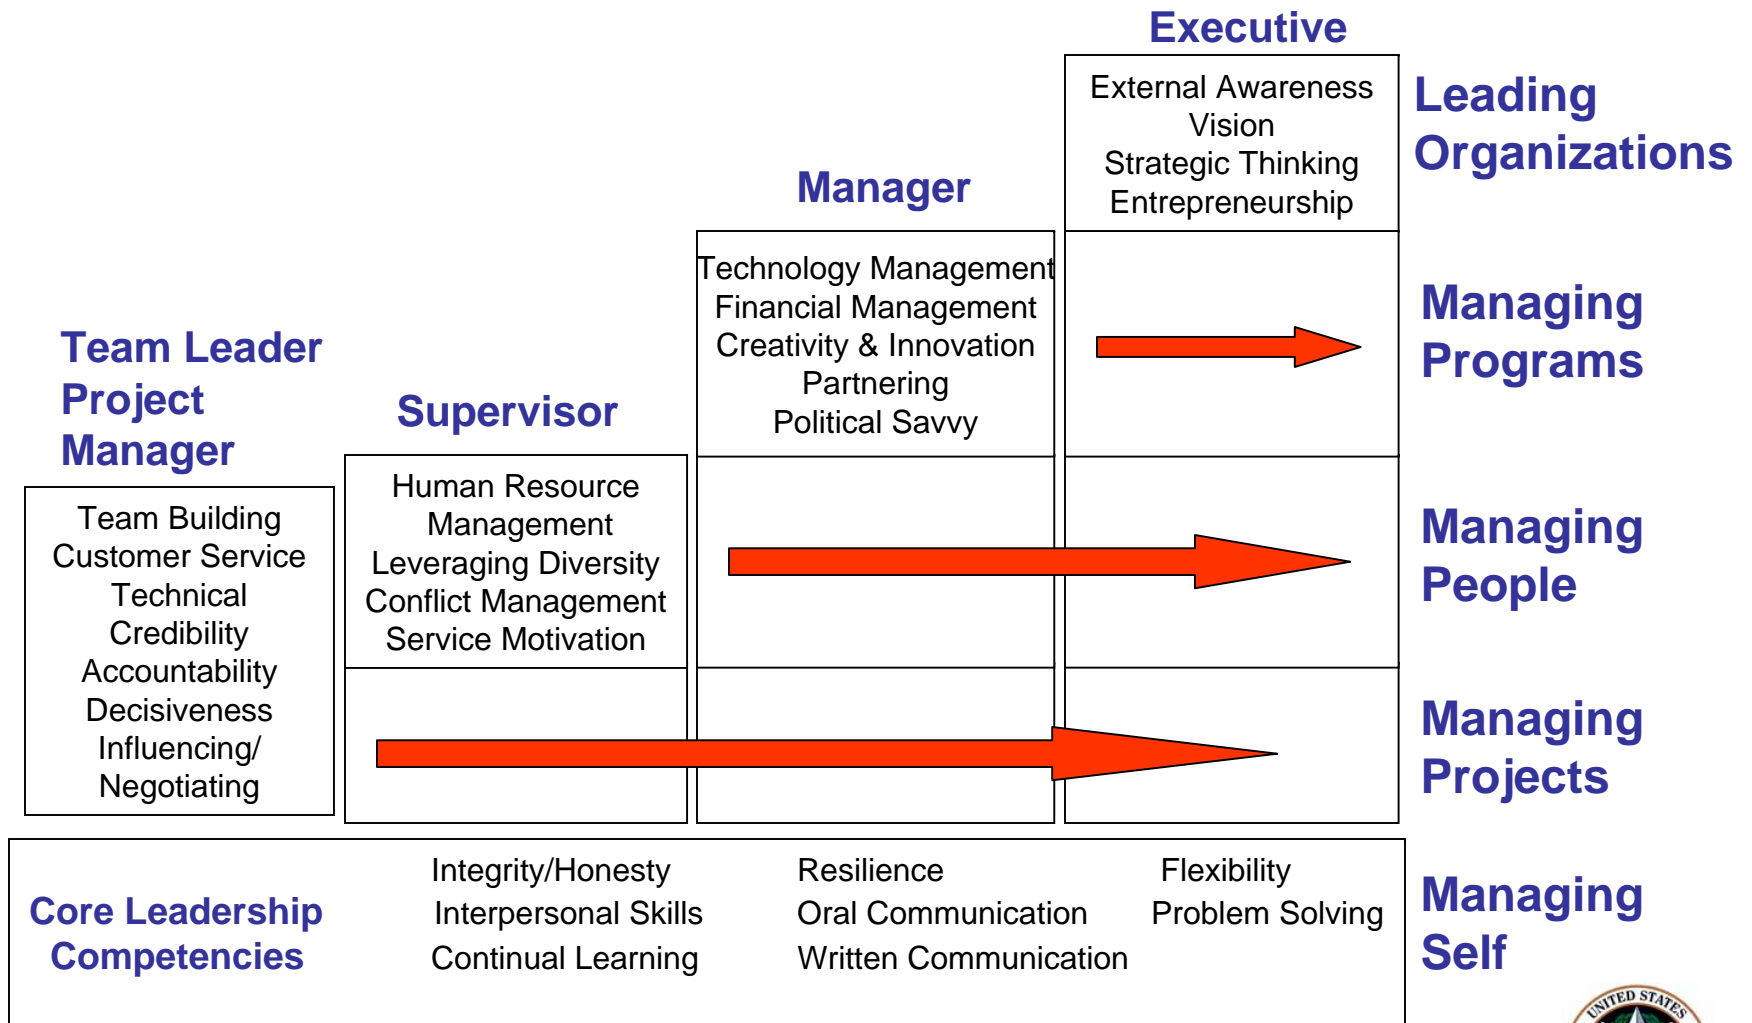 Executive
External Awareness
Vision
Strategic Thinking
Entrepreneurship
Leading
Organizations
Manager
Technology Management
Financial Management
Creativity & Innovation
Partnering
Political Savvy
Managing
Programs
Team Leader
Project
Manager
Supervisor
Team Building
Customer Service
Technical
Credibility
Accountability
Decisiveness
Influencing/
Negotiating
Human Resource
Management
Leveraging Diversity
Conflict Management
Service Motivation
Managing
People
Managing
Projects
Core Leadership
Competencies
Integrity/Honesty
Interpersonal Skills
Continual Learning
Resilience
Oral Communication
Written Communication
Flexibility
Problem Solving
Managing
Self
UNITED STATES